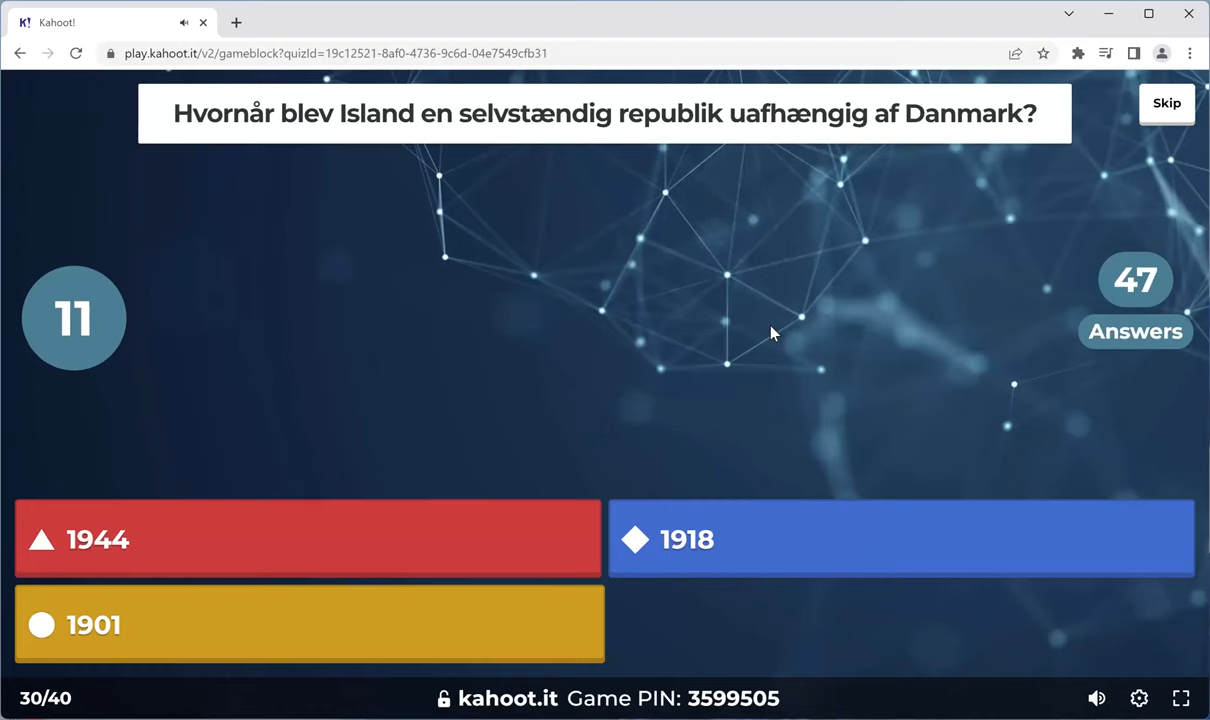 K! Kahoot!
play.kahoot.it/v2/gameblock?quizId=19c12521-8af0-4736-9c6d-04e7549cfb31
Hvornår blev Island en selvstændig republik uafhængig af Danmark?
Skip
11
47
Answers
1944
1918
1901
30/40
kahoot.it Game PIN: 3599505